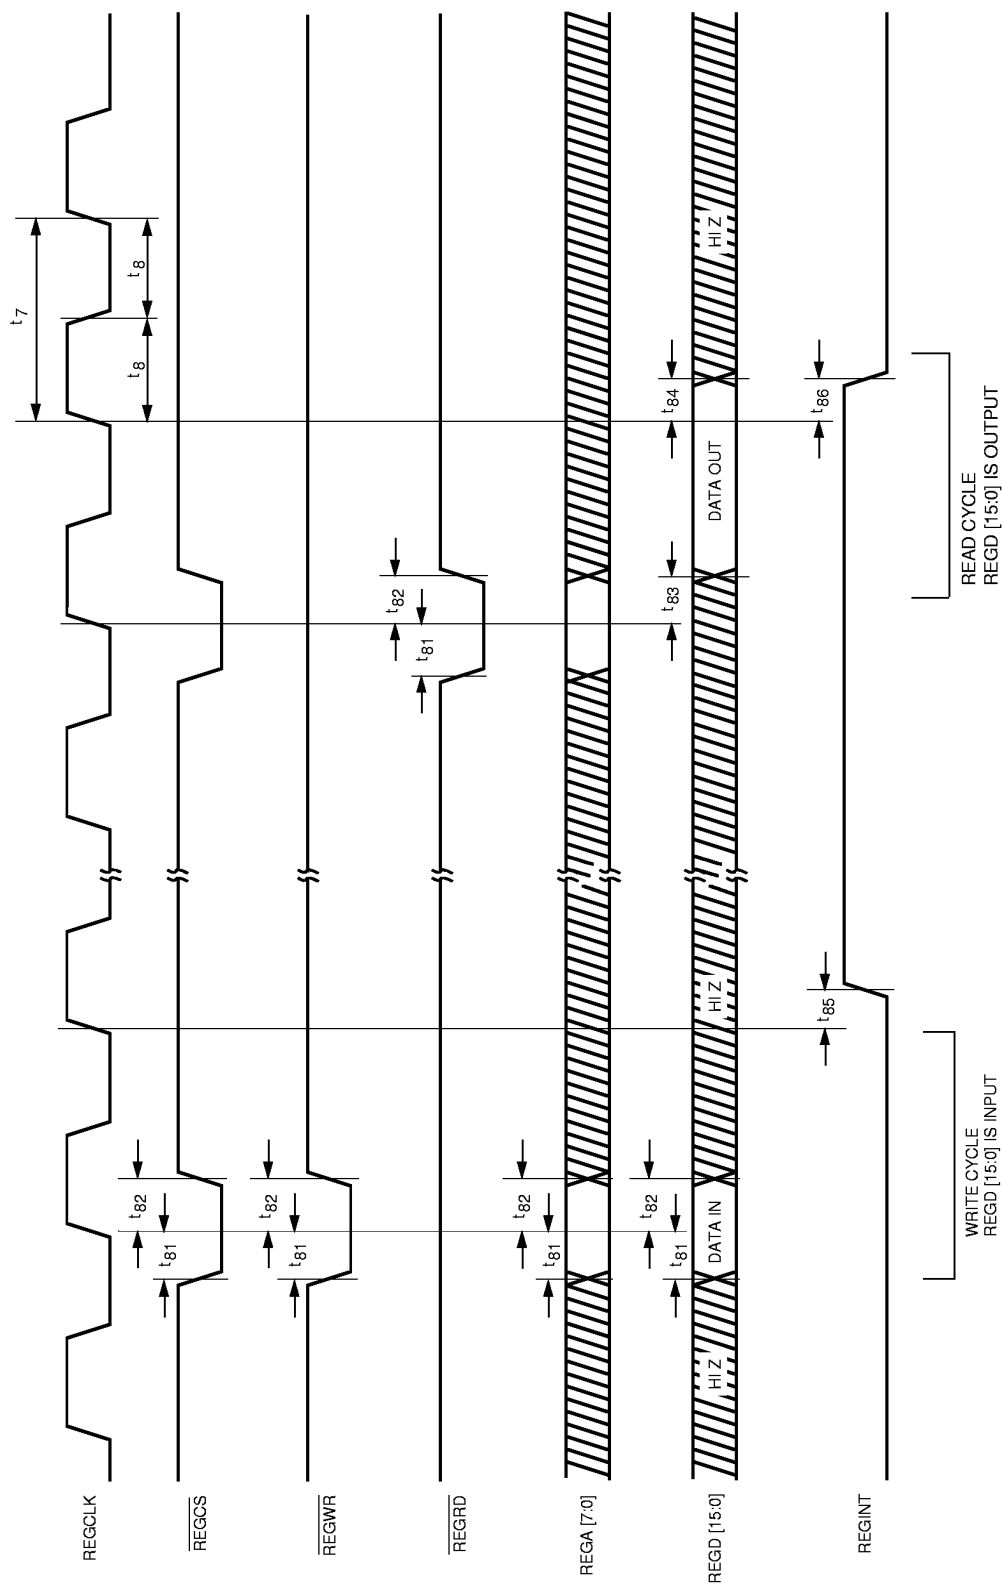 REGCLK
t7
t8
t8
REGCS
t81
t82
REGWR
t81
t82
REGRD
t81
t82
REGA [7:0]
t81
t82
REGD [15:0]
t81
t82
t83
t84
HI Z
DATA IN
HI Z
DATA OUT
HI Z
REGINT
t85
t86
WRITE CYCLE
REGD [15:0] IS INPUT
READ CYCLE
REGD [15:0] IS OUTPUT